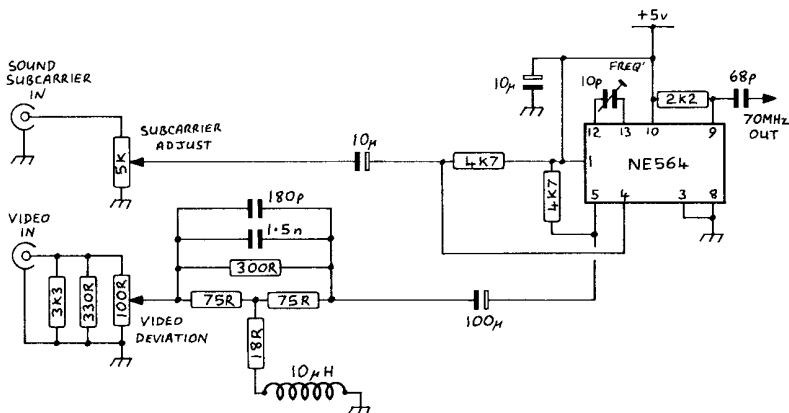 +5v
SOUND
SUBCARRIER
IN
SUBCARRIER
ADJUST
5K
10μ
10μ
10p
FREQ'
68p
2K2
70MHz
OUT
12
13
10
9
NE564
1
5
4
3
8
4K7
4K7
VIDEO
IN
3K3
330R
100R
VIDEO
DEVIATION
180p
1·5n
300R
75R
75R
18R
10μH
100μ